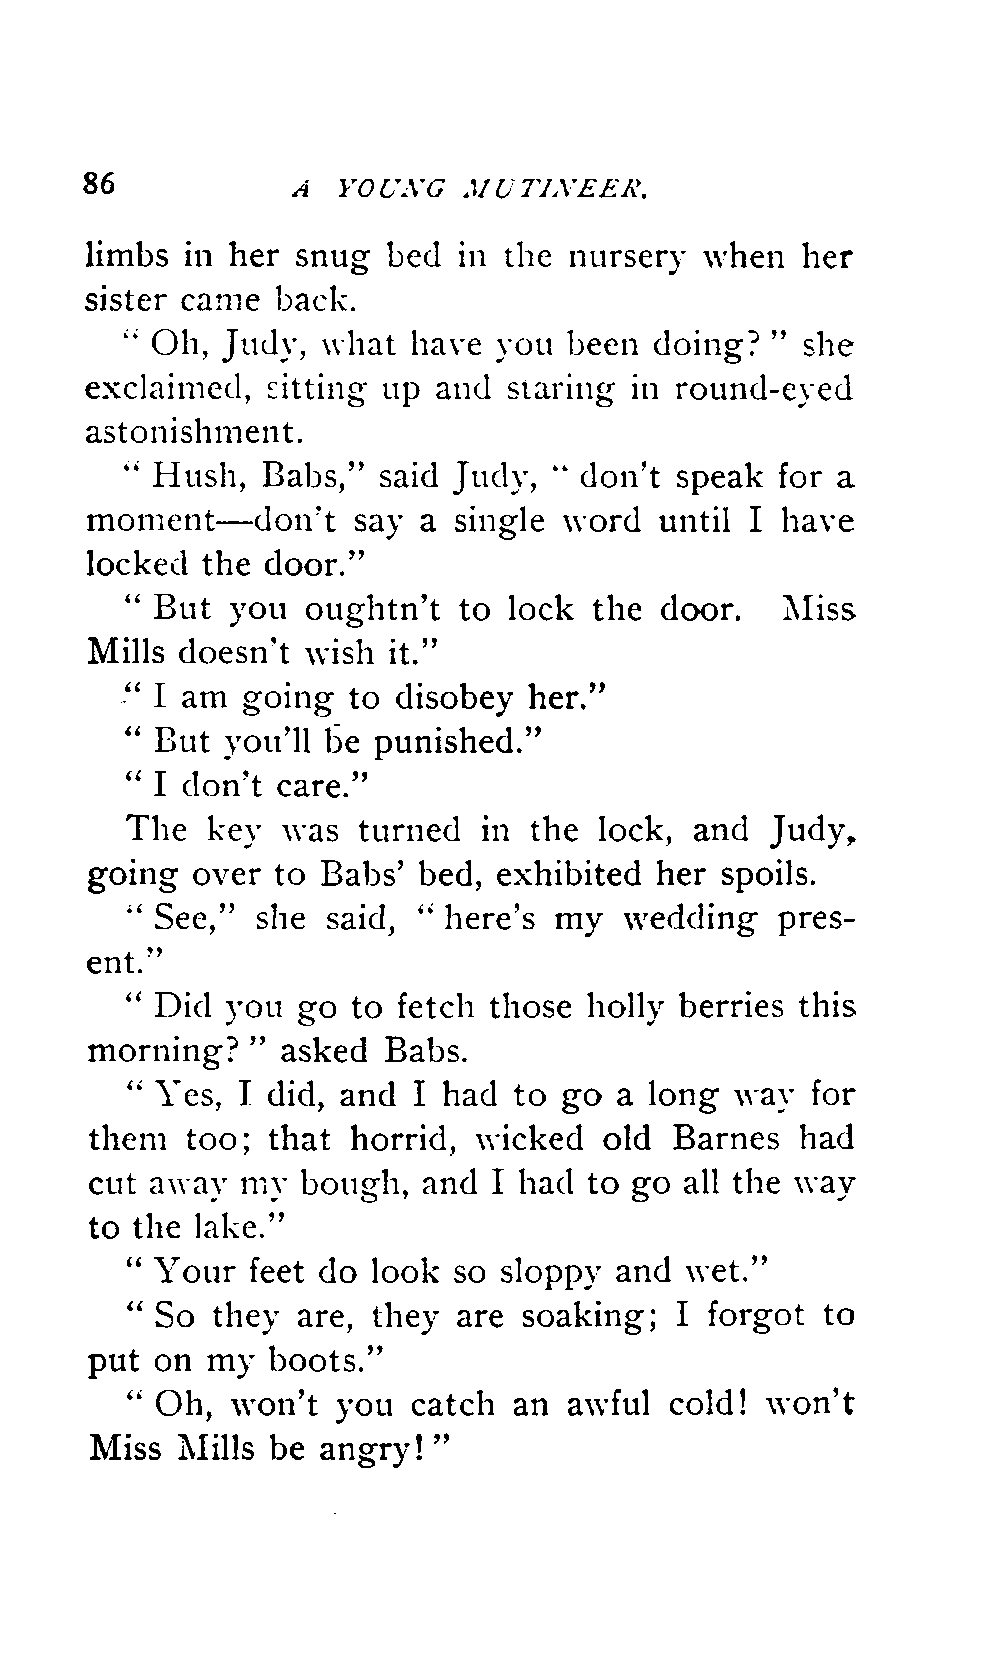 86 A YOUNG MUTINEER.
limbs in her snug bed in the nursery when her
sister came back.
“ Oh, Judy, what have you been doing? ” she
exclaimed, sitting up and staring in round-eyed
astonishment.
“ Hush, Babs,” said Judy, “ don't speak for a
moment—don't say a single word until I have
locked the door.”
“ But you oughtn't to lock the door. Miss
Mills doesn't wish it.”
“ I am going to disobey her.”
“ But you'll be punished.”
“ I don't care.”
The key was turned in the lock, and Judy,
going over to Babs' bed, exhibited her spoils.
“ See,” she said, “ here's my wedding pres-
ent.”
“ Did you go to fetch those holly berries this
morning? ” asked Babs.
“ Yes, I did, and I had to go a long way for
them too; that horrid, wicked old Barnes had
cut away my bough, and I had to go all the way
to the lake.”
“ Your feet do look so sloppy and wet.”
“ So they are, they are soaking; I forgot to
put on my boots.”
“ Oh, won't you catch an awful cold! won't
Miss Mills be angry! ”